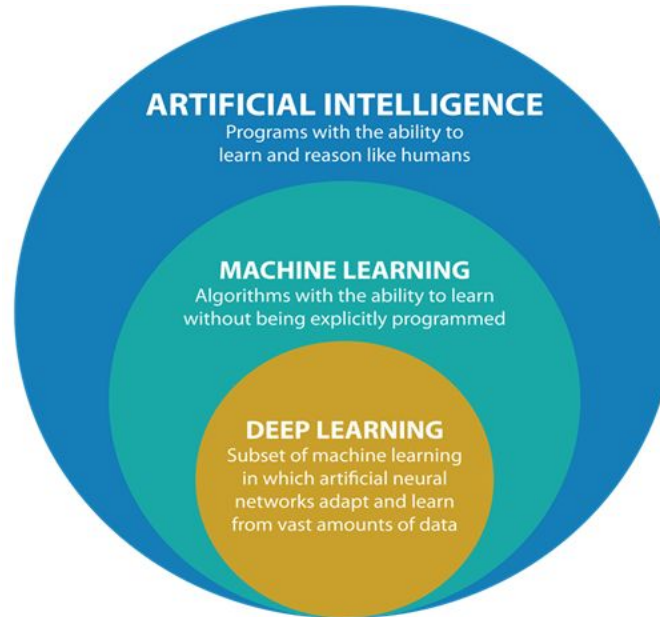 ARTIFICIAL INTELLIGENCE
Programs with the ability to
learn and reason like humans
MACHINE LEARNING
Algorithms with the ability to learn
without being explicitly programmed
DEEP LEARNING
Subset of machine learning
in which artificial neural
networks adapt and learn
from vast amounts of data